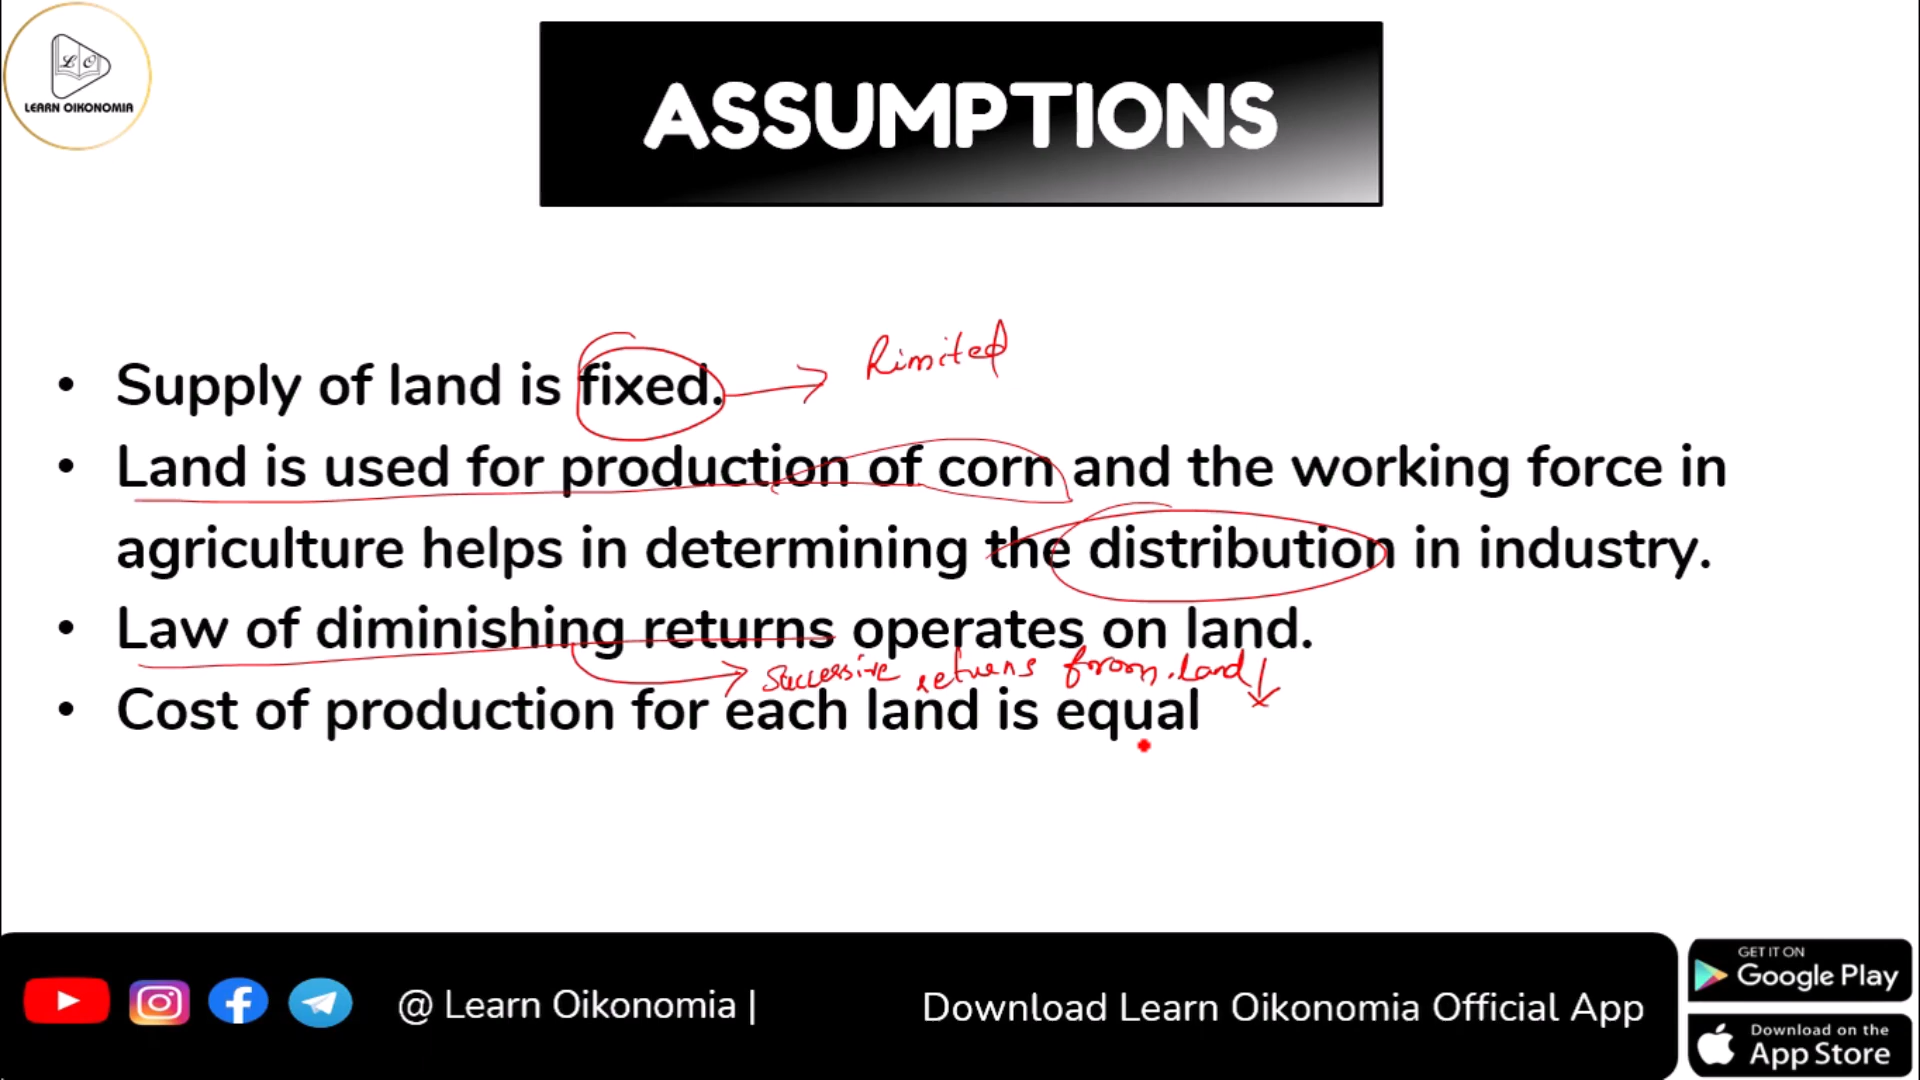 LO
LEARN OIKONOMIA
ASSUMPTIONS
• Supply of land is fixed.
Limited
• Land is used for production of corn and the working force in
agriculture helps in determining the distribution in industry.
• Law of diminishing returns operates on land.
Successive returns from land
• Cost of production for each land is equal
@ Learn Oikonomia |
Download Learn Oikonomia Official App
GET IT ON
Google Play
Download on the
App Store